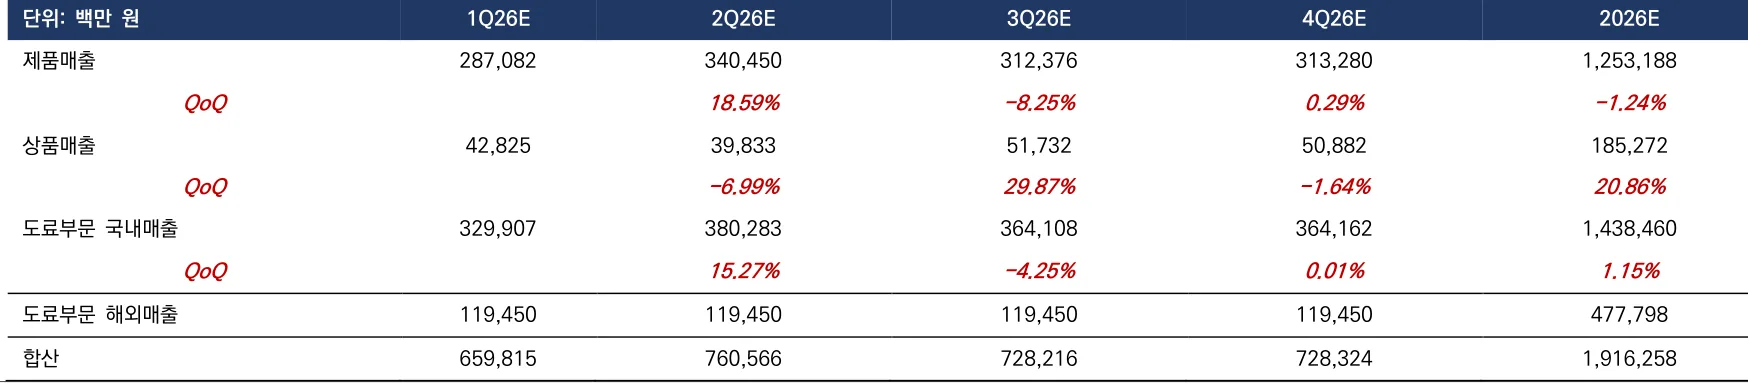 단위: 백만 원 1Q26E 2Q26E 3Q26E 4Q26E 2026E
제품매출 287,082 340,450 312,376 313,280 1,253,188
QoQ 18.59% -8.25% 0.29% -1.24%
상품매출 42,825 39,833 51,732 50,882 185,272
QoQ -6.99% 29.87% -1.64% 20.86%
도료부문 국내매출 329,907 380,283 364,108 364,162 1,438,460
QoQ 15.27% -4.25% 0.01% 1.15%
도료부문 해외매출 119,450 119,450 119,450 119,450 477,798
합산 659,815 760,566 728,216 728,324 1,916,258